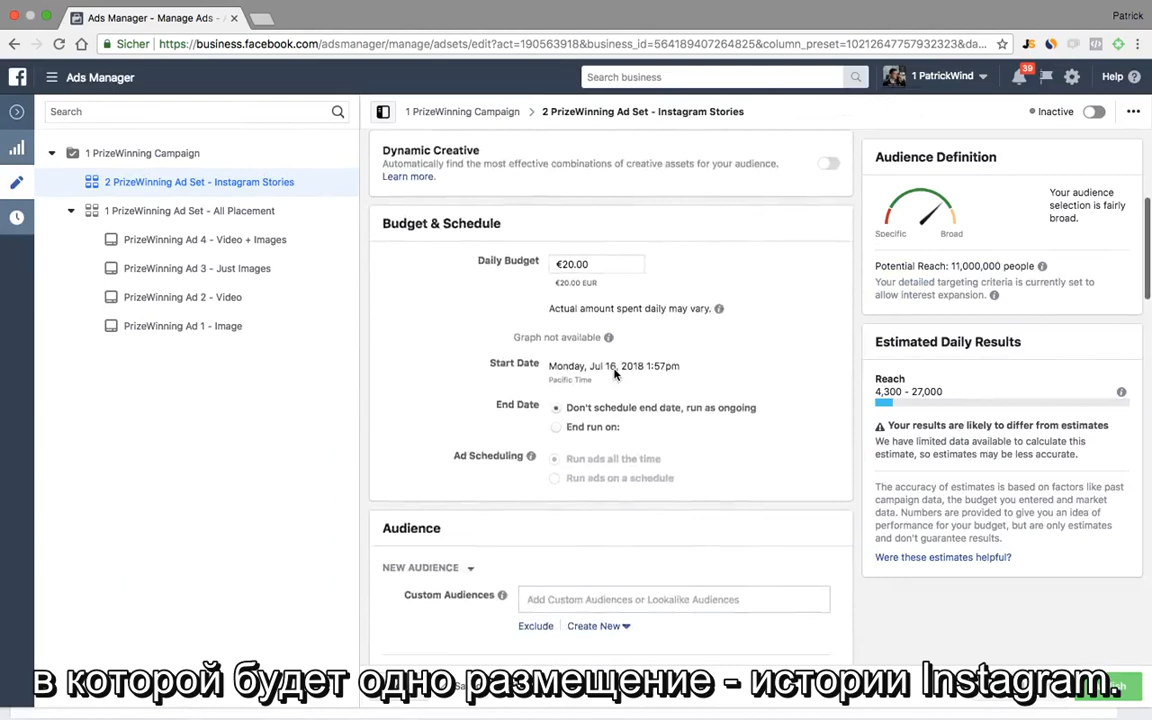 Ads Manager - Manage Ads -
Patrick
Sicher
https://business.facebook.com/adsmanager/manage/adsets/edit?act=190563918&business_id=564189407264825&column_preset=10212647757932323&da...
Ads Manager
Search business
1 PatrickWind
39
Help
Search
1 PrizeWinning Campaign
2 PrizeWinning Ad Set - Instagram Stories
Inactive
1 PrizeWinning Campaign
2 PrizeWinning Ad Set - Instagram Stories
1 PrizeWinning Ad Set - All Placement
PrizeWinning Ad 4 - Video + Images
PrizeWinning Ad 3 - Just Images
PrizeWinning Ad 2 - Video
PrizeWinning Ad 1 - Image
Dynamic Creative
Automatically find the most effective combinations of creative assets for your audience.
Learn more.
Budget & Schedule
Daily Budget
€20.00
€20.00 EUR
Actual amount spent daily may vary.
Graph not available
Start Date
Monday, Jul 16, 2018 1:57pm
Pacific Time
End Date
Don't schedule end date, run as ongoing
End run on:
Ad Scheduling
Run ads all the time
Run ads on a schedule
Audience
NEW AUDIENCE
Custom Audiences
Add Custom Audiences or Lookalike Audiences
Exclude
Create New
Audience Definition
Your audience
selection is fairly
broad.
Specific
Broad
Potential Reach: 11,000,000 people
Your detailed targeting criteria is currently set to
allow interest expansion.
Estimated Daily Results
Reach
4,300 - 27,000
Your results are likely to differ from estimates
We have limited data available to calculate this
estimate, so estimates may be less accurate.
The accuracy of estimates is based on factors like past
campaign data, the budget you entered and market
data. Numbers are provided to give you an idea of
performance for your budget, but are only estimates
and don't guarantee results.
Were these estimates helpful?
в которой будет одно размещение - истории Instagram.